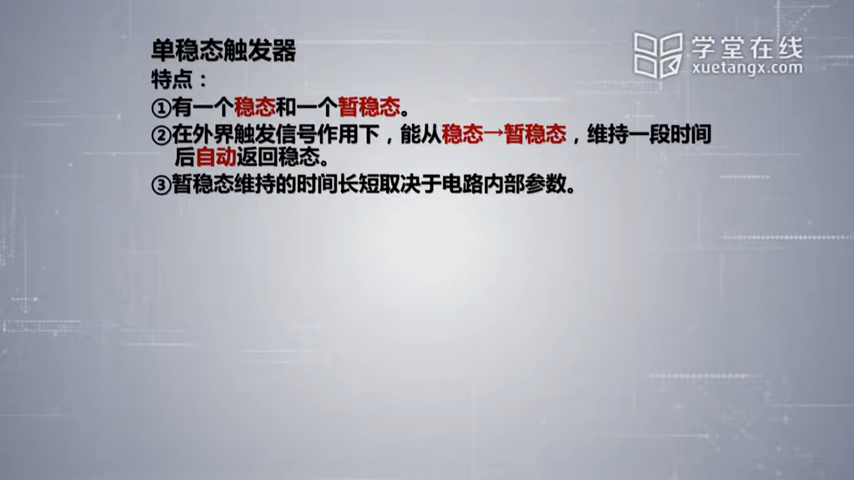 单稳态触发器
特点：
①有一个稳态和一个暂稳态。
②在外界触发信号作用下，能从稳态→暂稳态，维持一段时间
后自动返回稳态。
③暂稳态维持的时间长短取决于电路内部参数。
学堂在线
xuetangx.com